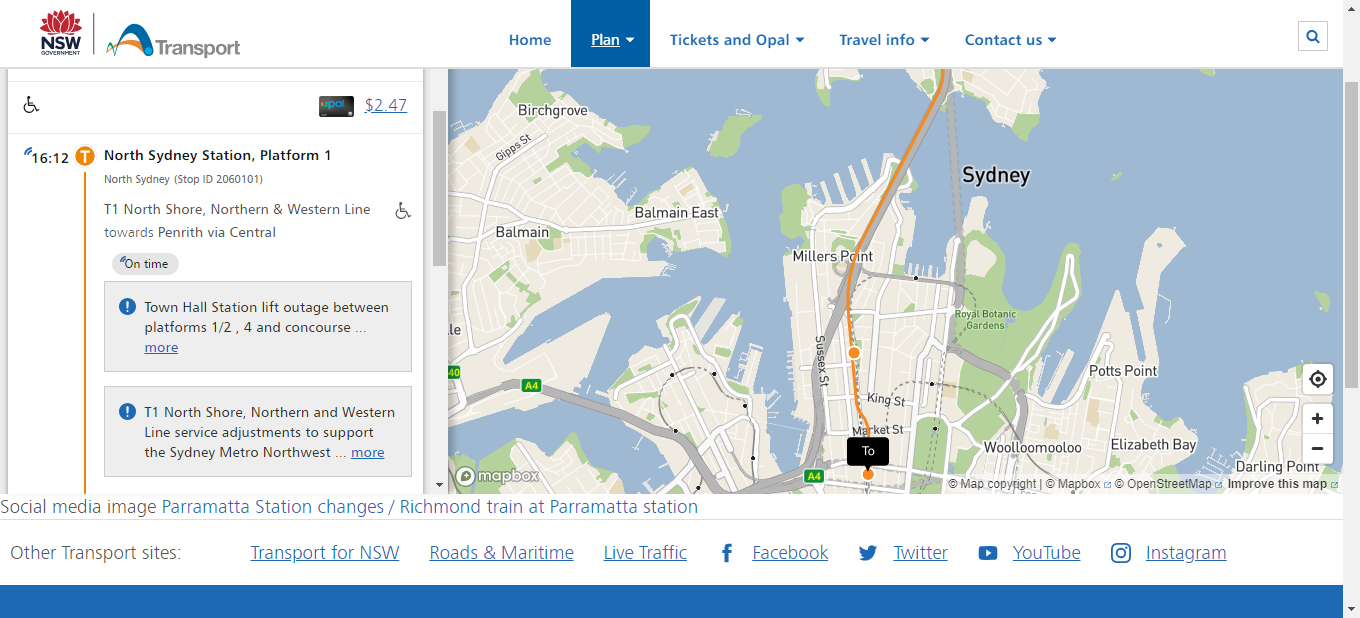 NSW
GOVERNMENT
Transport
Home
Plan
Tickets and Opal
Travel info
Contact us
opal
$2.47
16:12
T
North Sydney Station, Platform 1
North Sydney (Stop ID 2060101)
T1 North Shore, Northern & Western Line
towards Penrith via Central
On time
Town Hall Station lift outage between
platforms 1/2 , 4 and concourse ...
more
T1 North Shore, Northern and Western
Line service adjustments to support
the Sydney Metro Northwest ... more
Birchgrove
Gipps St
Sydney
Balmain East
Balmain
Millers Point
Royal Botanic
Gardens
lle
Sussex St
40
A4
Potts Point
King St
Market St
To
Woolloomooloo
Elizabeth Bay
Darling Point
A4
mapbox
+
−
© Map copyright | © Mapbox © OpenStreetMap Improve this map
Social media image Parramatta Station changes / Richmond train at Parramatta station
Other Transport sites:
Transport for NSW
Roads & Maritime
Live Traffic
Facebook
Twitter
YouTube
Instagram